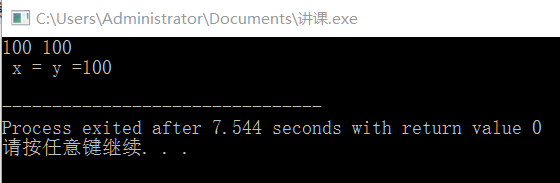 C:\Users\Administrator\Documents\讲课.exe
100 100
 x = y =100
--------------------------------
Process exited after 7.544 seconds with return value 0
请按任意键继续. . .